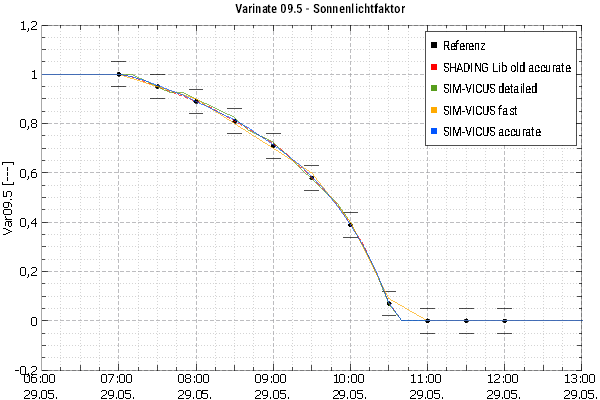 Varinate 09.5 - Sonnenlichtfaktor
1,2
1
0,8
0,6
0,4
0,2
0
-0,2
Var09.5 [---]
Referenz
SHADING Lib old accurate
SIM-VICUS detailed
SIM-VICUS fast
SIM-VICUS accurate
06:00 07:00 08:00 09:00 10:00 11:00 12:00 13:00
29.05. 29.05. 29.05. 29.05. 29.05. 29.05. 29.05. 29.05.